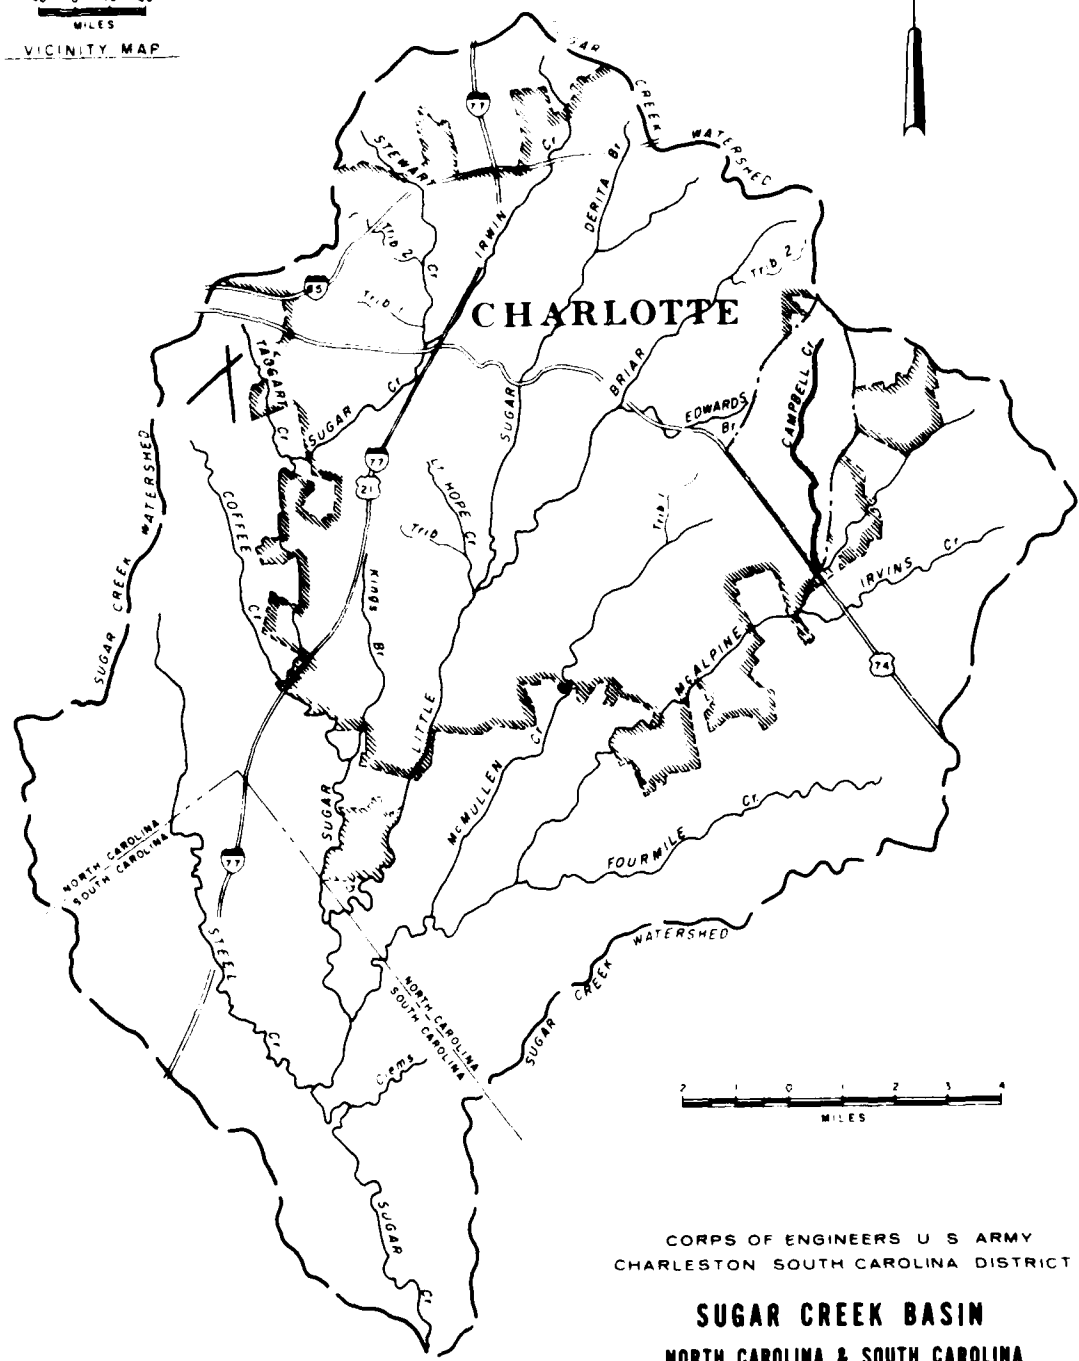 MILES
VICINITY MAP
SUGAR CREEK WATERSHED
77
STEWART
Cr
Cr
IRWIN
DERITA Br
Trib 2
Trib 1
85
Trib 2
CHARLOTTE
TAGGART
Cr
SUGAR Cr
SUGAR
BRIAR
EDWARDS
Br
CAMPBELL Cr
SUGAR CREEK WATERSHED
77
21
COFFEE
Cr
Lt HOPE Cr
Trib
Trib
Kings
Br
IRVINS Cr
McALPINE
74
LITTLE
SUGAR
McMULLEN Cr
FOURMILE Cr.
NORTH CAROLINA
SOUTH CAROLINA
77
STEEL
Cr
NORTH CAROLINA
SOUTH CAROLINA
SUGAR CREEK WATERSHED
Clems
SUGAR
Cr
2 1 0 1 2 3 4
MILES
CORPS OF ENGINEERS U S ARMY
CHARLESTON SOUTH CAROLINA DISTRICT
SUGAR CREEK BASIN
NORTH CAROLINA & SOUTH CAROLINA